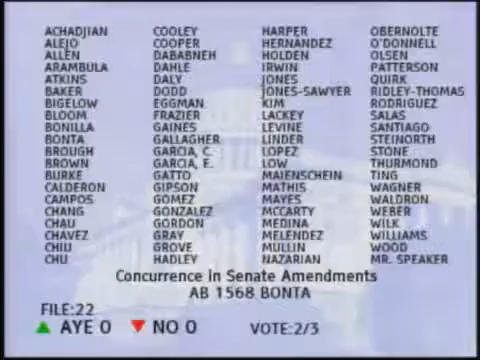 ACHADJIAN COOLEY HARPER OBERNOLTE
ALEJO COOPER HERNÁNDEZ O'DONNELL
ALLEN DABABNEH HOLDEN OLSEN
ARAMBULA DAHLE IRWIN PATTERSON
ATKINS DALY JONES QUIRK
BAKER DODD JONES-SAWYER RIDLEY-THOMAS
BIGELOW EGGMAN KIM RODRIGUEZ
BLOOM FRAZIER LACKEY SALAS
BONILLA GAINES LEVINE SANTIAGO
BONTA GALLAGHER LINDER STEINORTH
BROUGH GARCIA, C. LOPEZ STONE
BROWN GARCIA, E. LOW THURMOND
BURKE GATTO MAIENSCHEIN TING
CALDERON GIPSON MATHIS WAGNER
CAMPOS GOMEZ MAYES WALDRON
CHANG GONZALEZ MCCARTY WEBER
CHAU GORDON MEDINA WILK
CHAVEZ GRAY MELENDEZ WILLIAMS
CHIU GROVE MULLIN WOOD
CHU HADLEY NAZARIAN MR. SPEAKER
Concurrence in Senate Amendments
AB 1568 BONTA
FILE:22
AYE 0 NO 0 VOTE:2/3